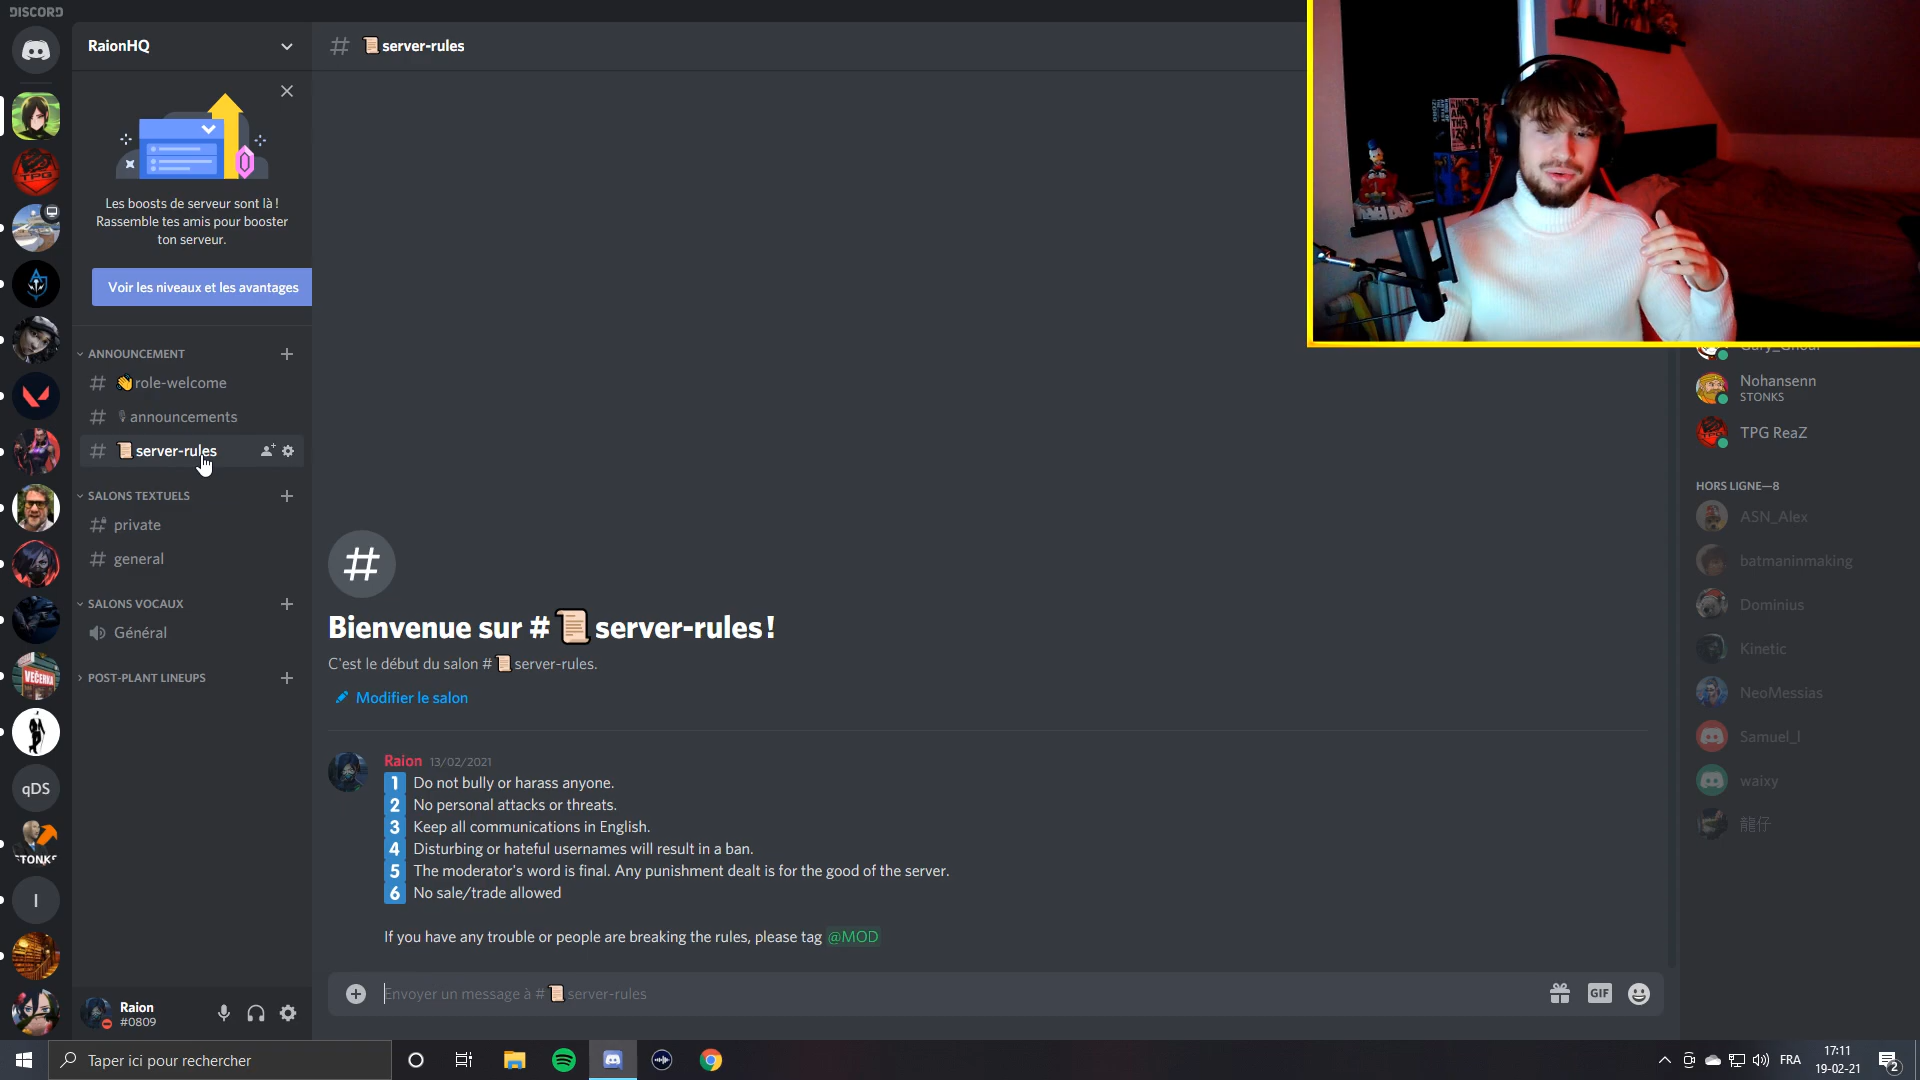 DISCORD
RaionHQ
Les boosts de serveur sont là !
Rassemble tes amis pour booster
ton serveur.
Voir les niveaux et les avantages
ANNOUNCEMENT
# 👋role-welcome
# announcements
# 📜server-rules
SALONS TEXTUELS
# private
# general
SALONS VOCAUX
Général
POST-PLANT LINEUPS
TPG
VEČERKA
qDS
STONKS
I
Raion
#0809
# 📜server-rules
#
Bienvenue sur #📜server-rules !
C'est le début du salon #📜server-rules.
Modifier le salon
Raion 13/02/2021
1 Do not bully or harass anyone.
2 No personal attacks or threats.
3 Keep all communications in English.
4 Disturbing or hateful usernames will result in a ban.
5 The moderator's word is final. Any punishment dealt is for the good of the server.
6 No sale/trade allowed
If you have any trouble or people are breaking the rules, please tag @MOD
Envoyer un message à #📜server-rules
GIF
Nohansenn
STONKS
TPG ReaZ
HORS LIGNE—8
ASN_Alex
batmaninmaking
Dominius
Kinetic
NeoMessias
Samuel_l
waixy
龍仔
Taper ici pour rechercher
FRA
17:11
19-02-21
2